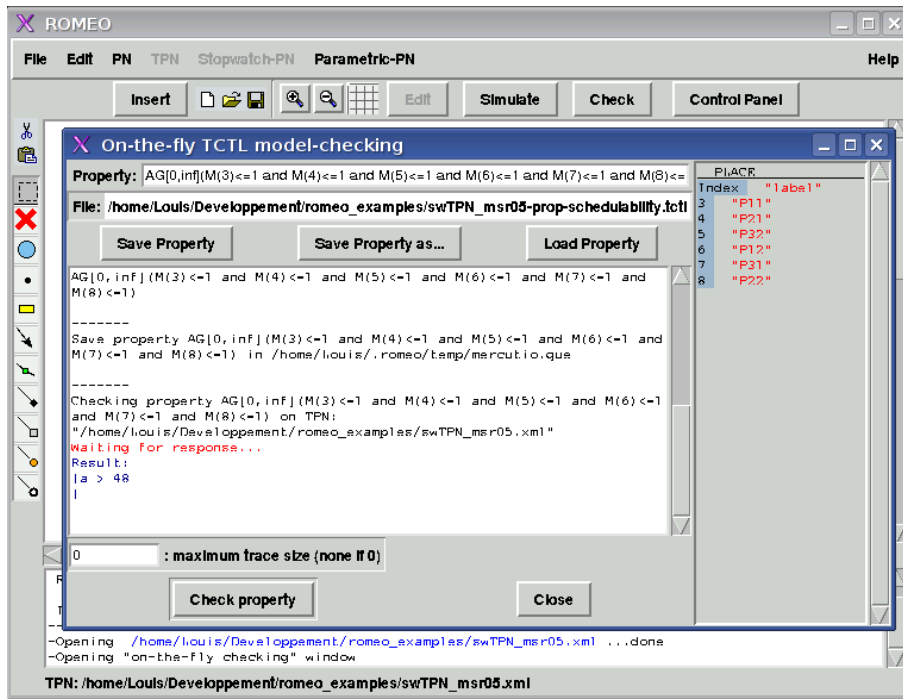 ROMEO
File Edit PN TPN Stopwatch-PN Parametric-PN Help
Insert Edit Simulate Check Control Panel
On-the-fly TCTL model-checking
Property: AG[0,inf](M(3)<=1 and M(4)<=1 and M(5)<=1 and M(6)<=1 and M(7)<=1 and M(8)<=
File: /home/Louis/Developpement/romeo_examples/swTPN_msr05-prop-schedulability.tctl
Save Property Save Property as... Load Property
AG[0,inf](M(3)<=1 and M(4)<=1 and M(5)<=1 and M(6)<=1 and M(7)<=1 and
M(8)<=1)
-------
Save property AG[0,inf](M(3)<=1 and M(4)<=1 and M(5)<=1 and M(6)<=1 and
M(7)<=1 and M(8)<=1) in /home/Louis/.romeo/temp/mercutio.que
-------
Checking property AG[0,inf](M(3)<=1 and M(4)<=1 and M(5)<=1 and M(6)<=1
and M(7)<=1 and M(8)<=1) on TPN:
"/home/Louis/Developpement/romeo_examples/swTPN_msr05.xml"
Waiting for response...
Result:
|a > 48
|
PLACE
Index "label"
3 "P11"
4 "P21"
5 "P32"
6 "P12"
7 "P31"
8 "P22"
0 : maximum trace size (none if 0)
Check property Close
-Opening /home/Louis/Developpement/romeo_examples/swTPN_msr05.xml ...done
-Opening "on-the-fly checking" window
TPN: /home/Louis/Developpement/romeo_examples/swTPN_msr05.xml